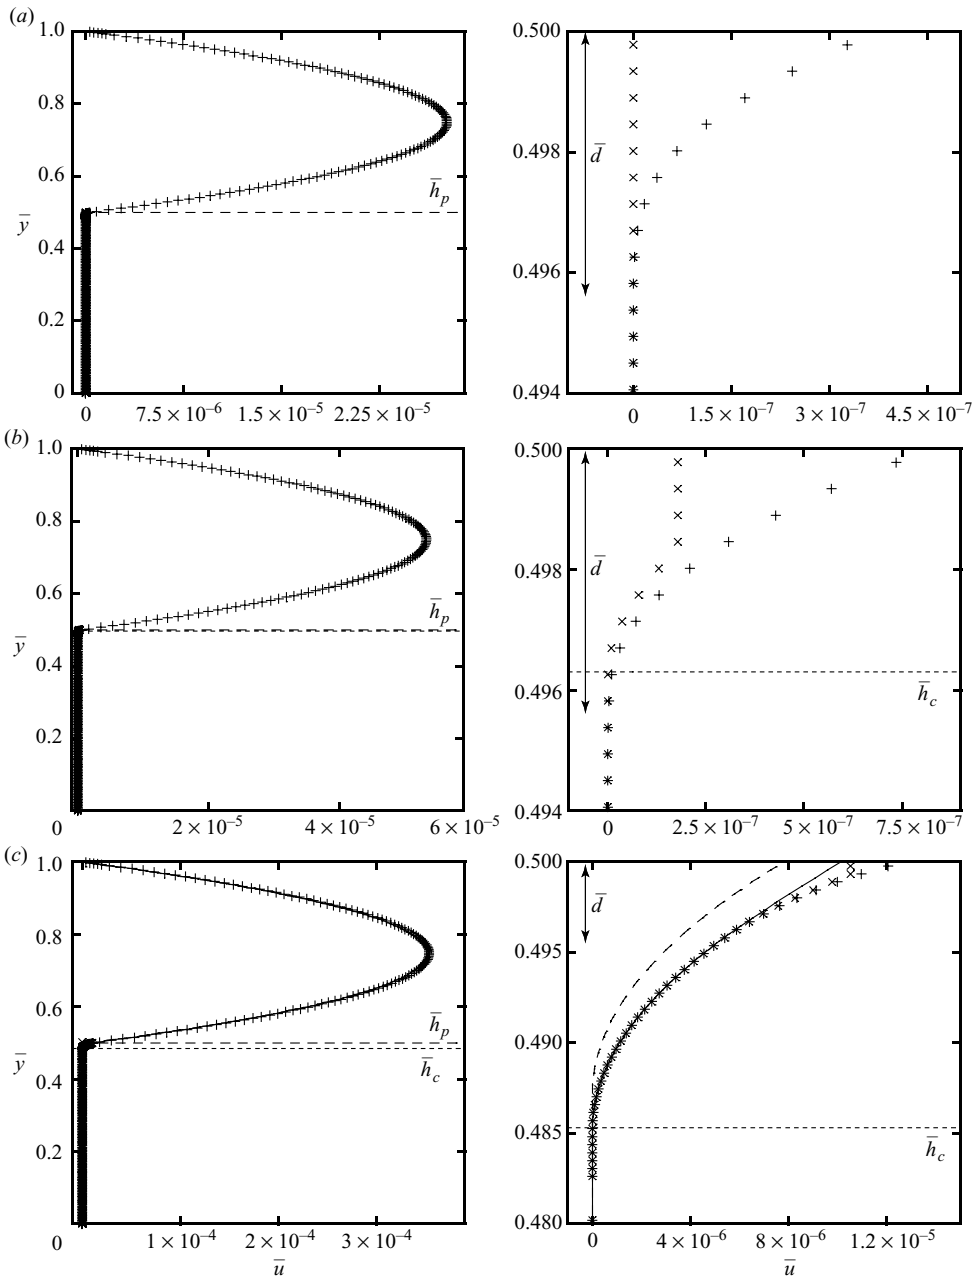 (a)
1.0
0.8
0.6
h̄p
ȳ
0.4
0.2
0
0 7.5 × 10⁻⁶ 1.5 × 10⁻⁵ 2.25 × 10⁻⁵
0.500
0.498
d̄
0.496
0.494
0 1.5 × 10⁻⁷ 3 × 10⁻⁷ 4.5 × 10⁻⁷
(b)
1.0
0.8
0.6
h̄p
ȳ
0.4
0.2
0 2 × 10⁻⁵ 4 × 10⁻⁵ 6 × 10⁻⁵
0.500
0.498
d̄
0.496
h̄c
0.494
0 2.5 × 10⁻⁷ 5 × 10⁻⁷ 7.5 × 10⁻⁷
(c)
1.0
0.8
0.6
h̄p
ȳ
h̄c
0.4
0.2
0 1 × 10⁻⁴ 2 × 10⁻⁴ 3 × 10⁻⁴
ū
0.500
d̄
0.495
0.490
0.485
h̄c
0.480
0 4 × 10⁻⁶ 8 × 10⁻⁶ 1.2 × 10⁻⁵
ū